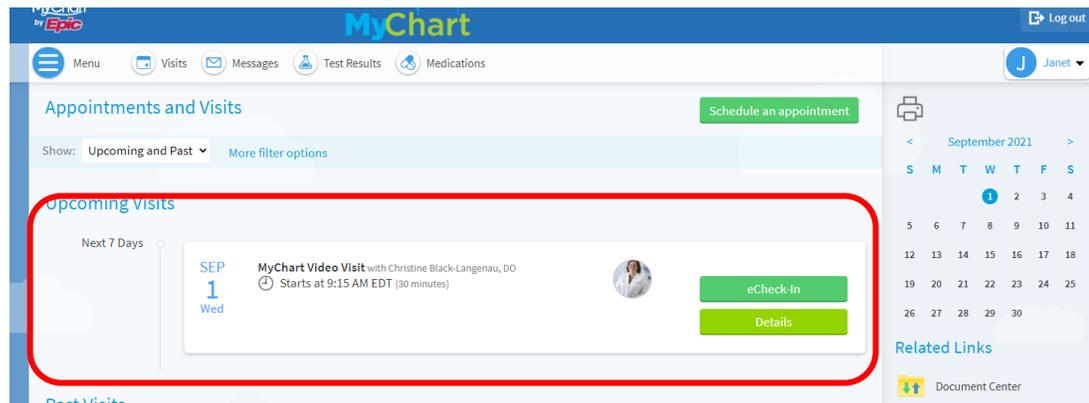 MyChart
by Epic
MyChart
Log out
Menu
Visits
Messages
Test Results
Medications
J
Janet
Appointments and Visits
Schedule an appointment
Show: Upcoming and Past
More filter options
Upcoming Visits
Next 7 Days
SEP
1
Wed
MyChart Video Visit with Christine Black-Langenau, DO
Starts at 9:15 AM EDT (30 minutes)
eCheck-In
Details
Past Visits
< September 2021 >
S M T W T F S
1 2 3 4
5 6 7 8 9 10 11
12 13 14 15 16 17 18
19 20 21 22 23 24 25
26 27 28 29 30
Related Links
Document Center